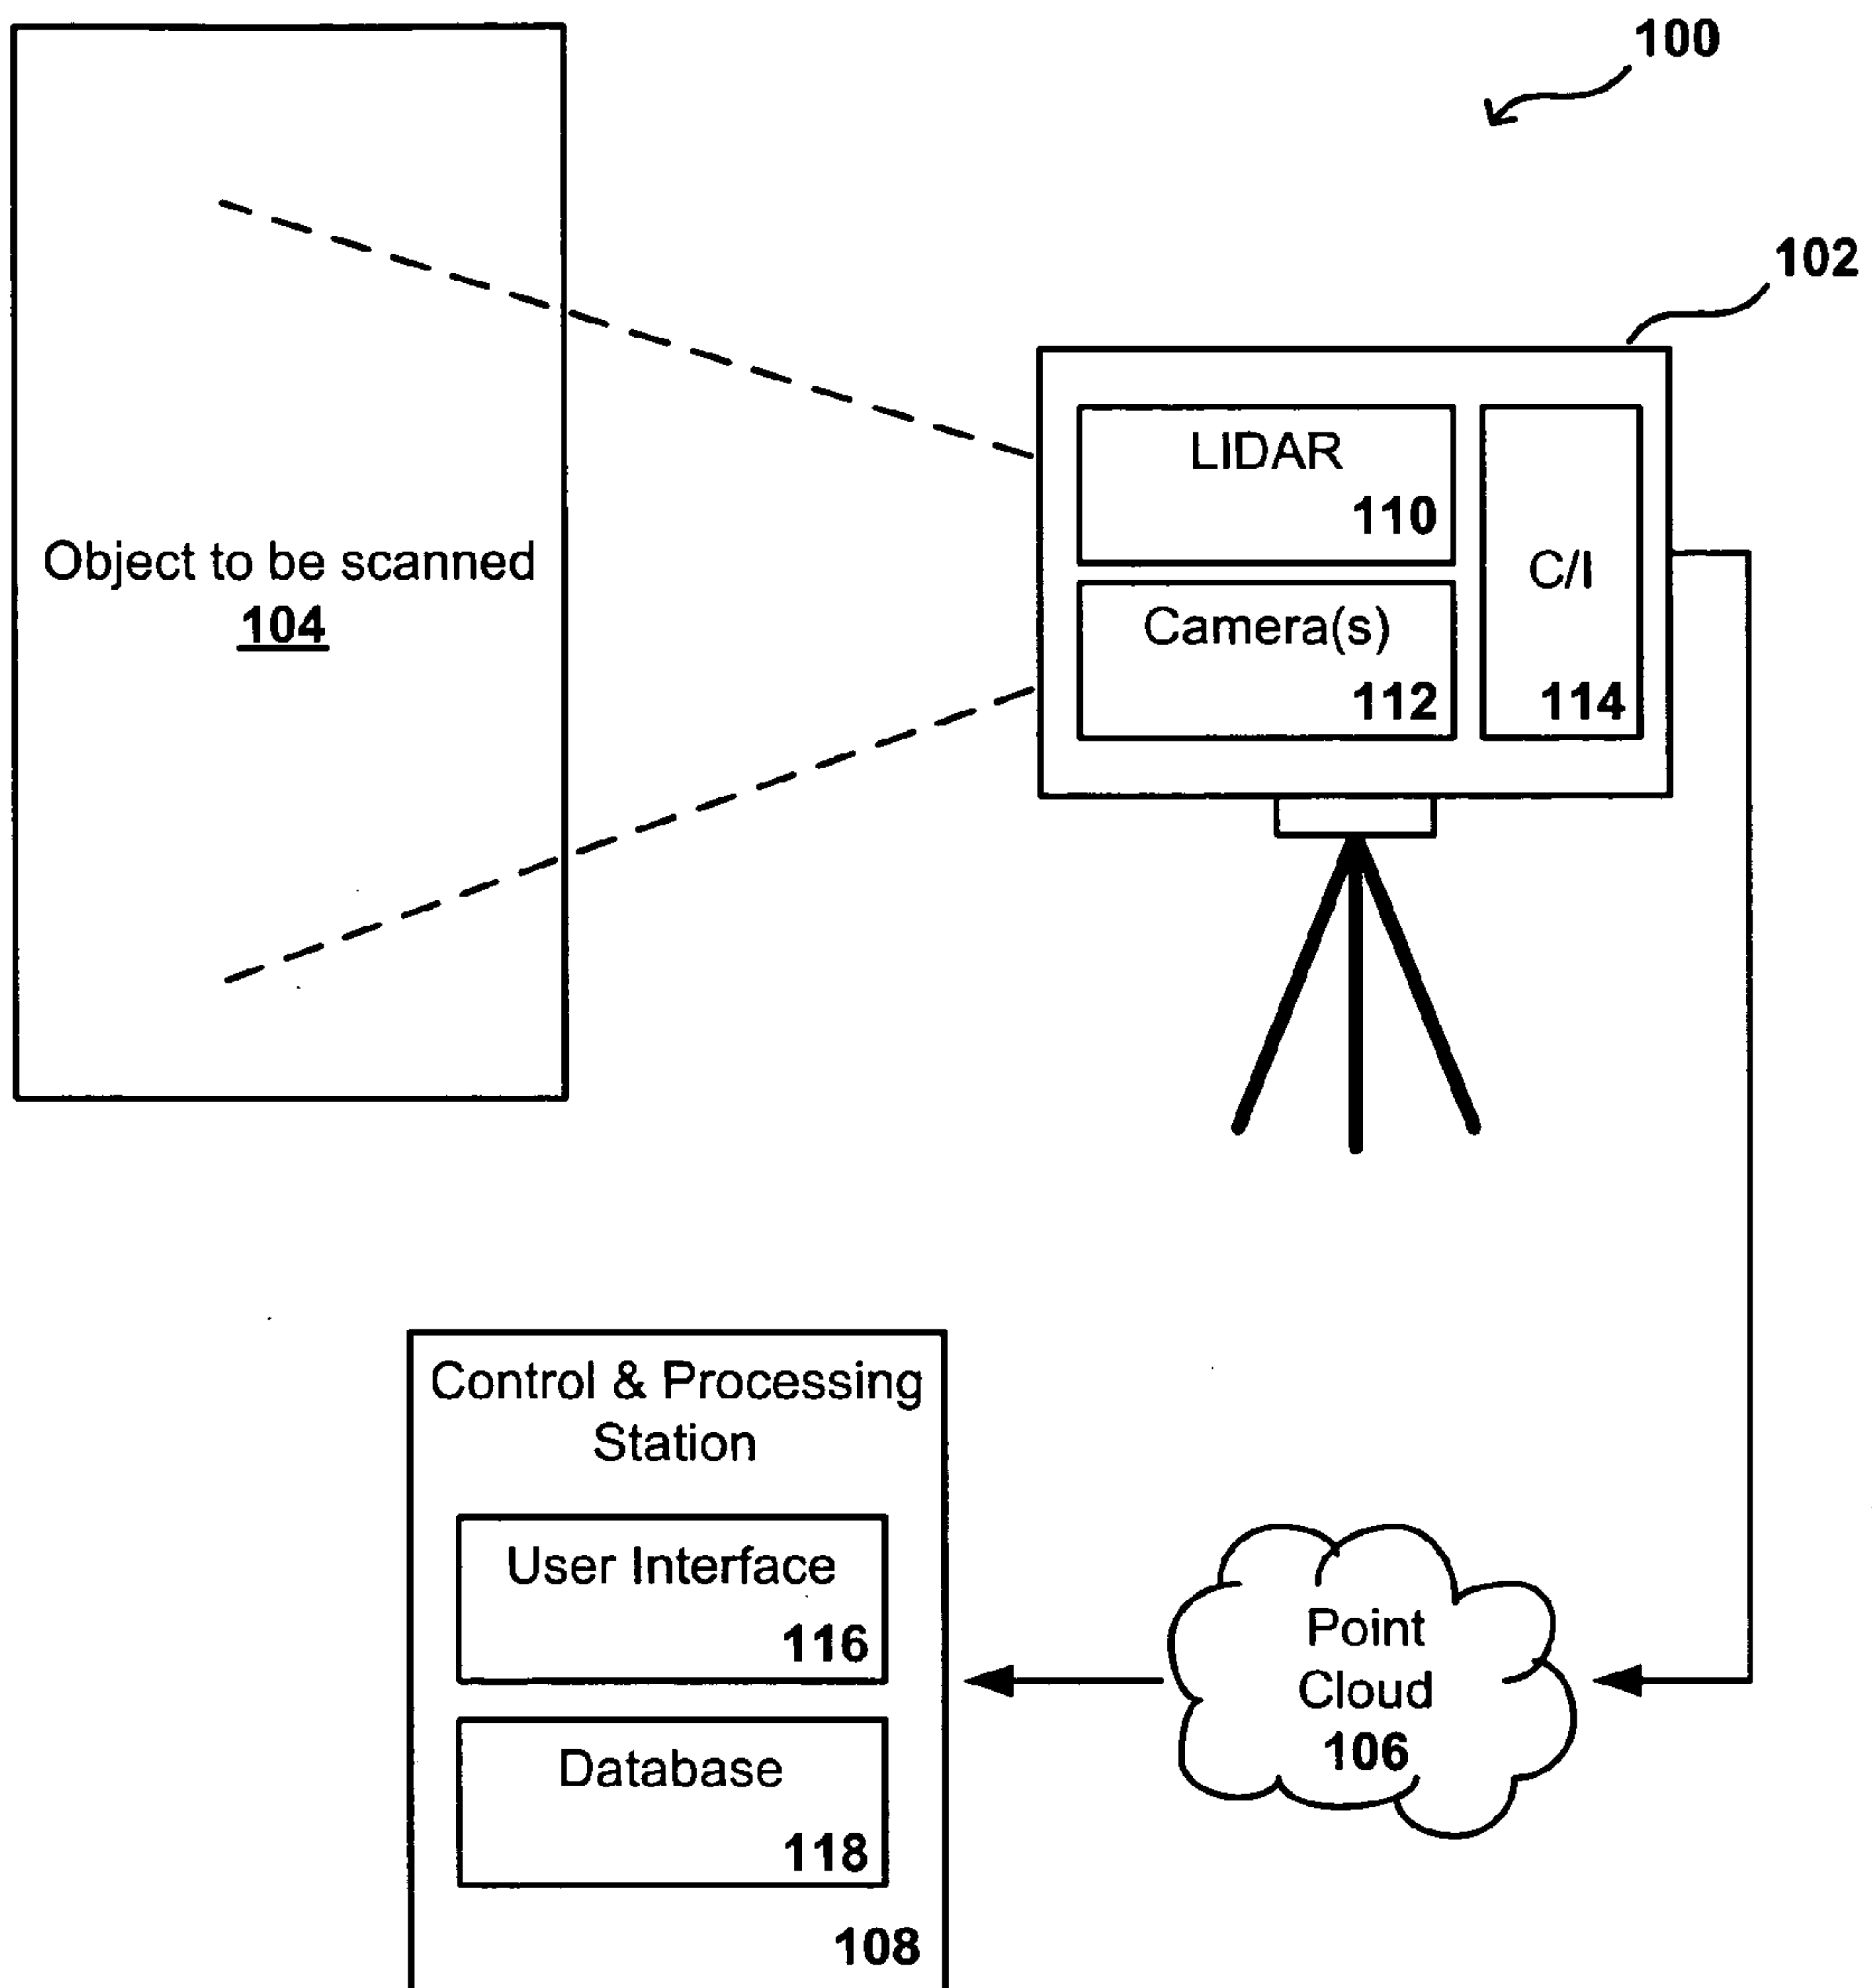 100
102
LIDAR
110
Camera(s)
112
C/I
114
Object to be scanned
104
Control & Processing
Station
User Interface
116
Database
118
108
Point
Cloud
106